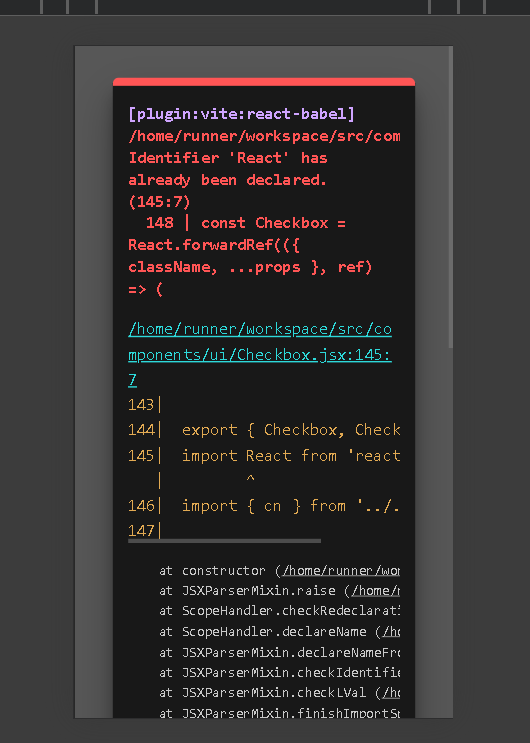 [plugin:vite:react-babel]
/home/runner/workspace/src/com
Identifier 'React' has
already been declared.
(145:7)
148 | const Checkbox =
React.forwardRef(({
className, ...props }, ref)
=> (
/home/runner/workspace/src/co
mponents/ui/Checkbox.jsx:145:
7
143|
144|  export { Checkbox, Check
145|  import React from 'react
|         ^
146|  import { cn } from '../.
147|
at constructor (/home/runner/wor
at JSXParserMixin.raise (/home/r
at ScopeHandler.checkRedeclarati
at ScopeHandler.declareName (/ho
at JSXParserMixin.declareNameFro
at JSXParserMixin.checkIdentifie
at JSXParserMixin.checkLVal (/ho
at JSXParserMixin.finishImportSp